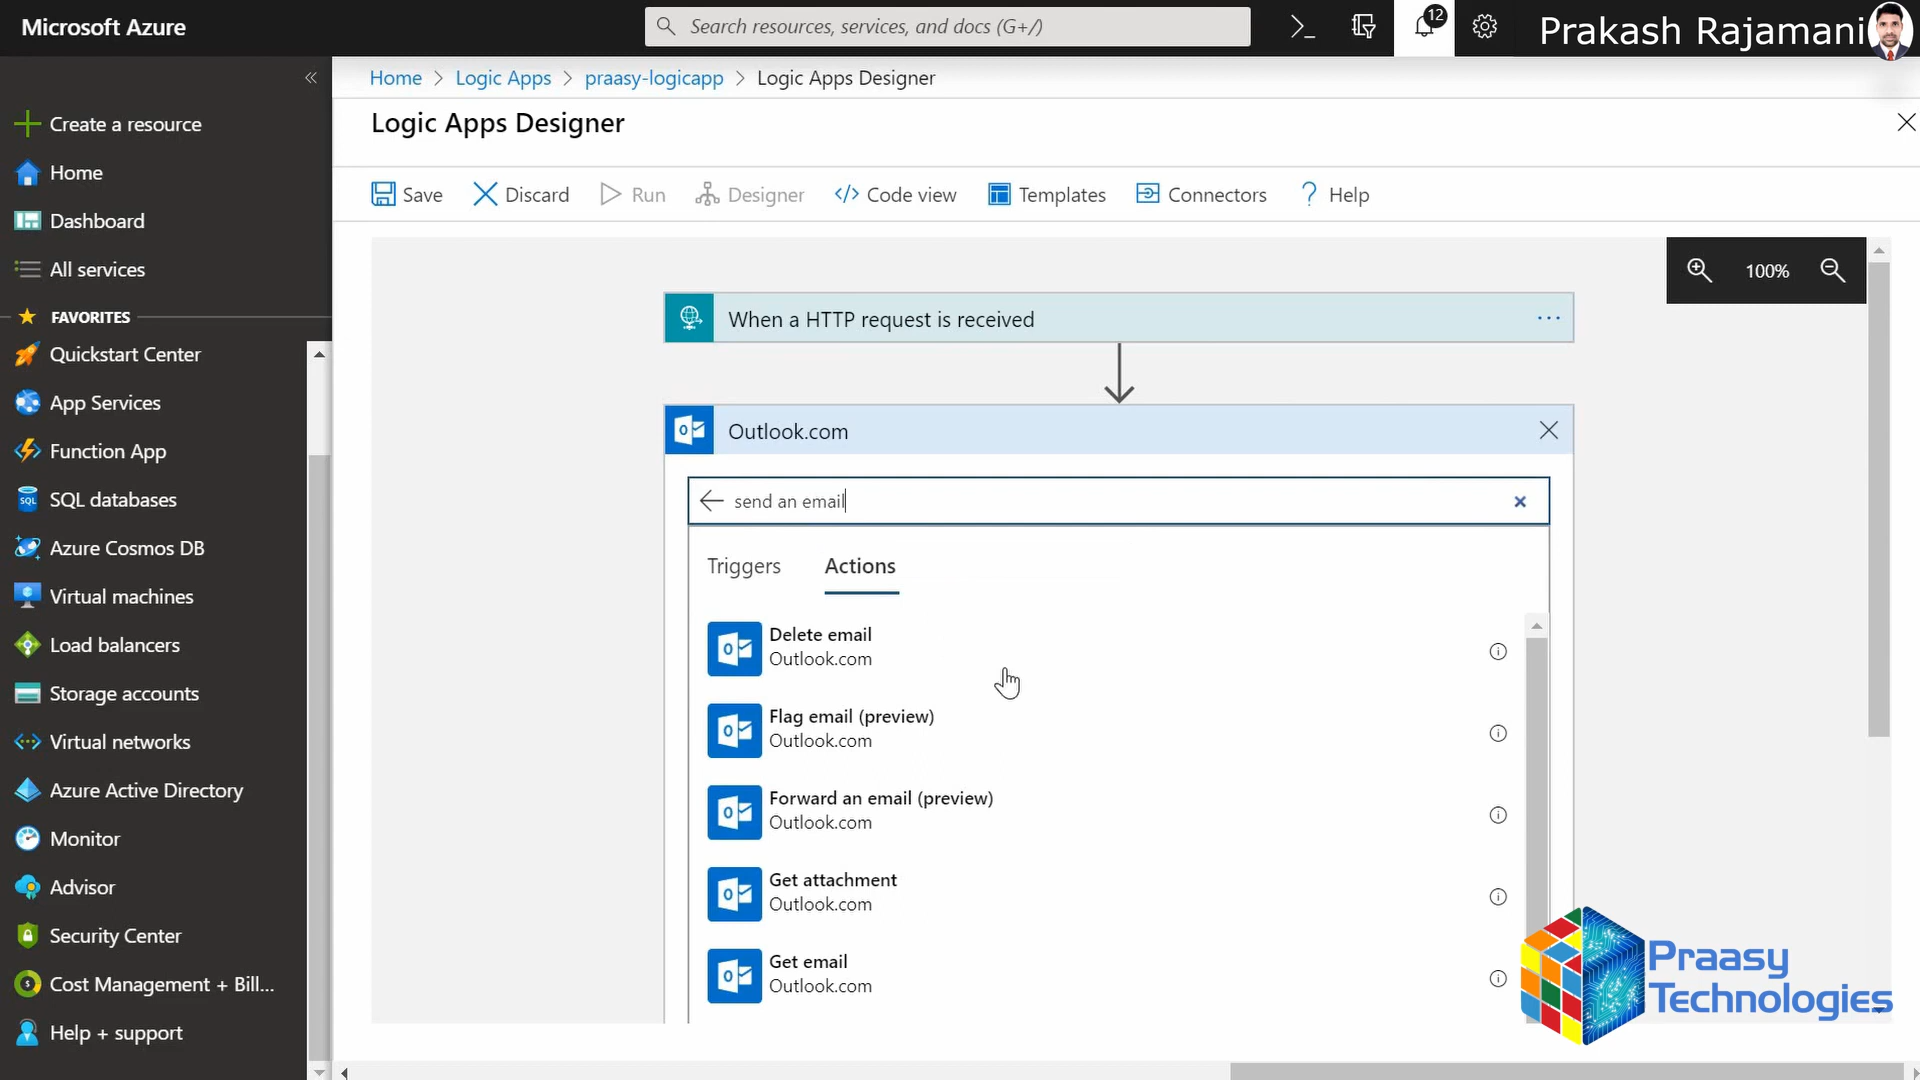 Microsoft Azure
Search resources, services, and docs (G+/)
12
Prakash Rajamani
Home > Logic Apps > praasy-logicapp > Logic Apps Designer
Logic Apps Designer
Save
Discard
Run
Designer
Code view
Templates
Connectors
Help
Create a resource
Home
Dashboard
All services
FAVORITES
Quickstart Center
App Services
Function App
SQL databases
Azure Cosmos DB
Virtual machines
Load balancers
Storage accounts
Virtual networks
Azure Active Directory
Monitor
Advisor
Security Center
Cost Management + Bill...
Help + support
100%
When a HTTP request is received
Outlook.com
send an email
Triggers
Actions
Delete email
Outlook.com
Flag email (preview)
Outlook.com
Forward an email (preview)
Outlook.com
Get attachment
Outlook.com
Get email
Outlook.com
Praasy
Technologies